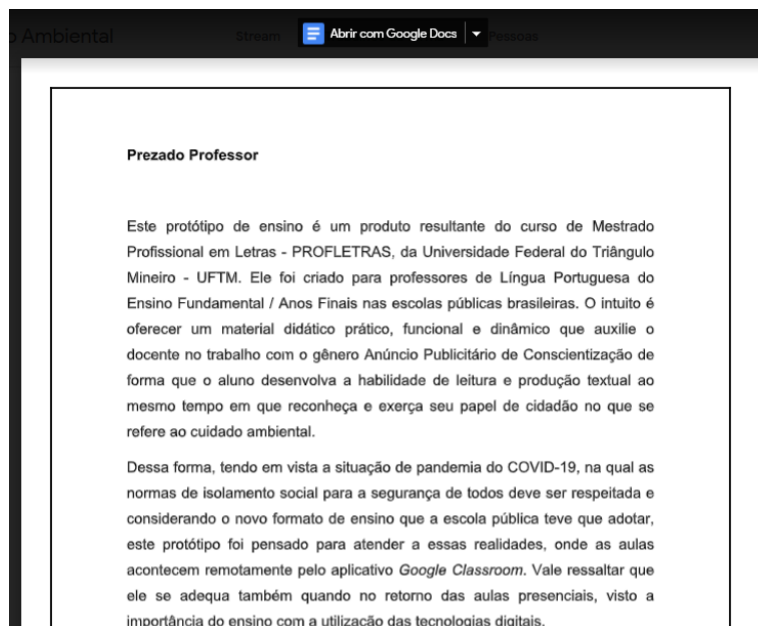 o Ambiental
Stream
Abrir com Google Docs
Pessoas
Prezado Professor
Este protótipo de ensino é um produto resultante do curso de Mestrado
Profissional em Letras - PROFLETRAS, da Universidade Federal do Triângulo
Mineiro - UFTM. Ele foi criado para professores de Língua Portuguesa do
Ensino Fundamental / Anos Finais nas escolas públicas brasileiras. O intuito é
oferecer um material didático prático, funcional e dinâmico que auxilie o
docente no trabalho com o gênero Anúncio Publicitário de Conscientização de
forma que o aluno desenvolva a habilidade de leitura e produção textual ao
mesmo tempo em que reconheça e exerça seu papel de cidadão no que se
refere ao cuidado ambiental.
Dessa forma, tendo em vista a situação de pandemia do COVID-19, na qual as
normas de isolamento social para a segurança de todos deve ser respeitada e
considerando o novo formato de ensino que a escola pública teve que adotar,
este protótipo foi pensado para atender a essas realidades, onde as aulas
acontecem remotamente pelo aplicativo Google Classroom. Vale ressaltar que
ele se adequa também quando no retorno das aulas presenciais, visto a
importância do ensino com a utilização das tecnologias digitais.